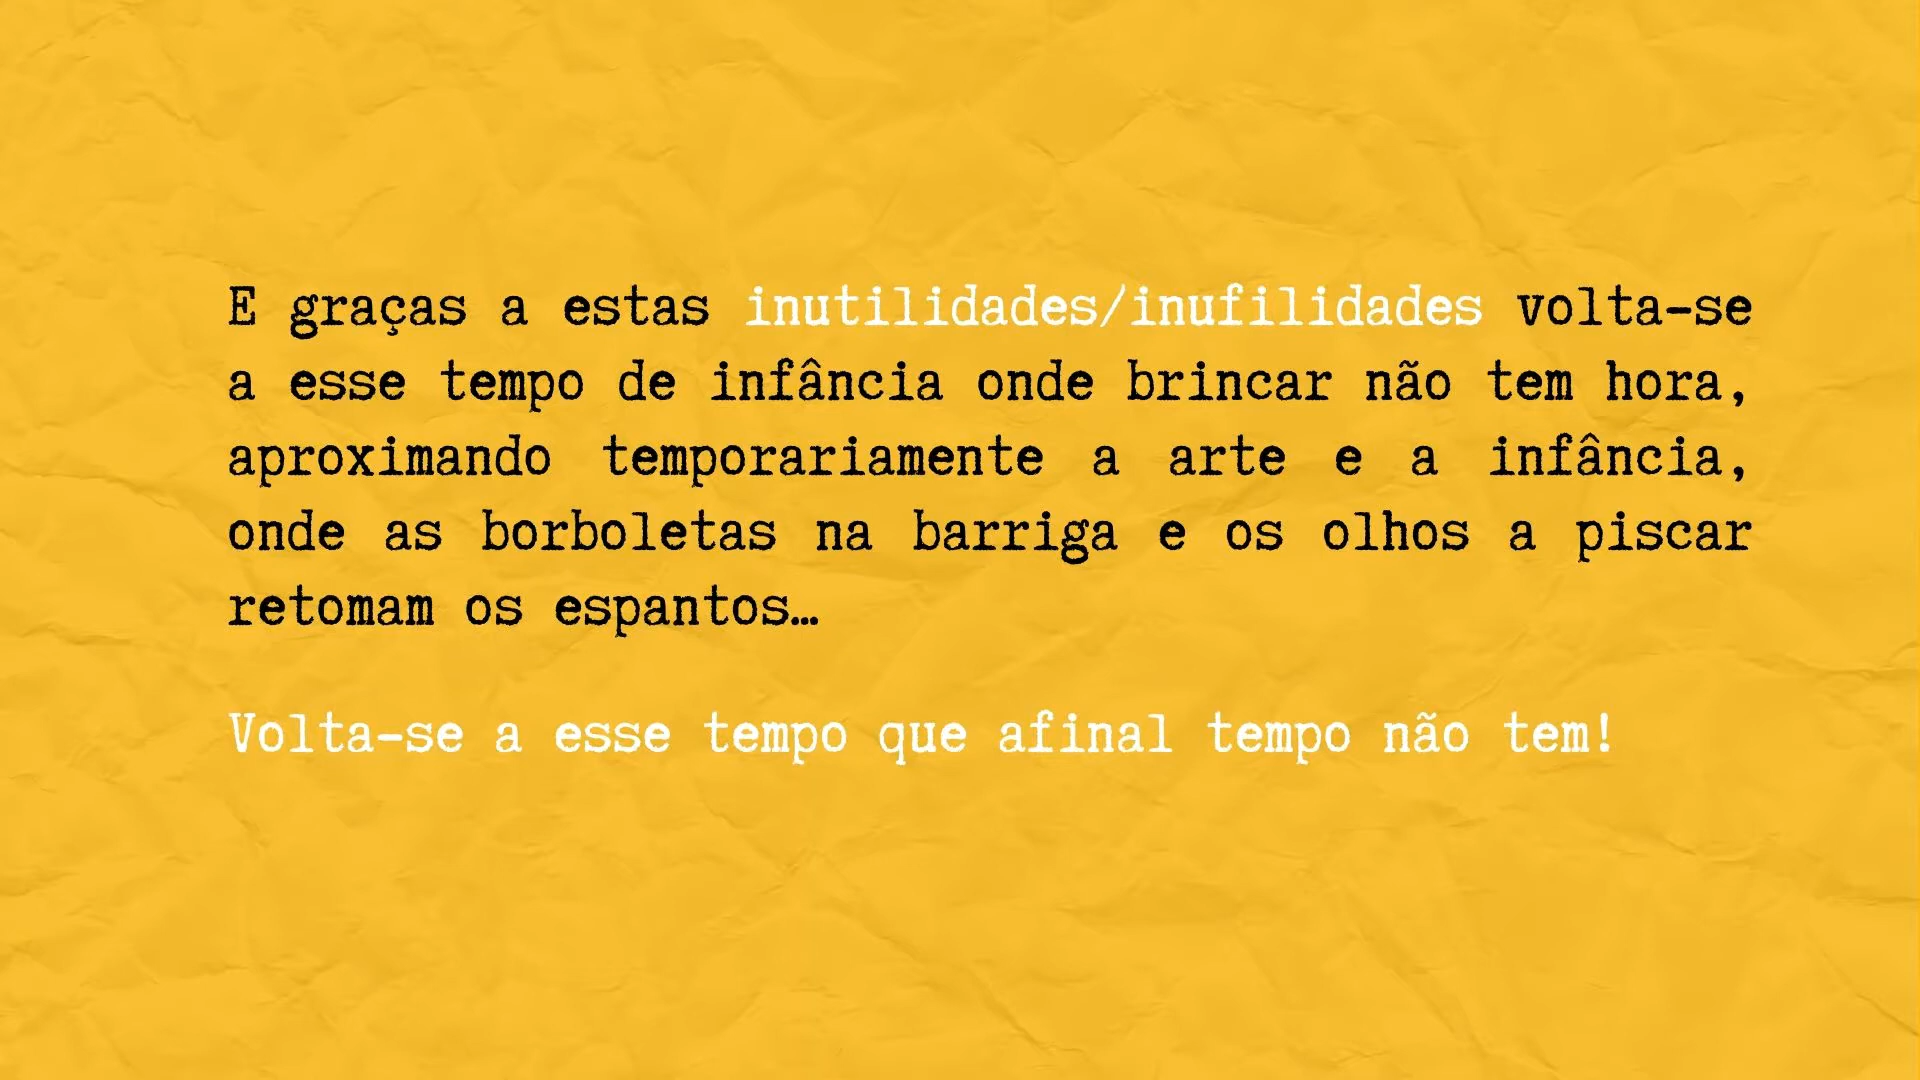 E graças a estas inutilidades/inufilidades volta-se
a esse tempo de infância onde brincar não tem hora,
aproximando temporariamente a arte e a infância,
onde as borboletas na barriga e os olhos a piscar
retomam os espantos…
Volta-se a esse tempo que afinal tempo não tem!